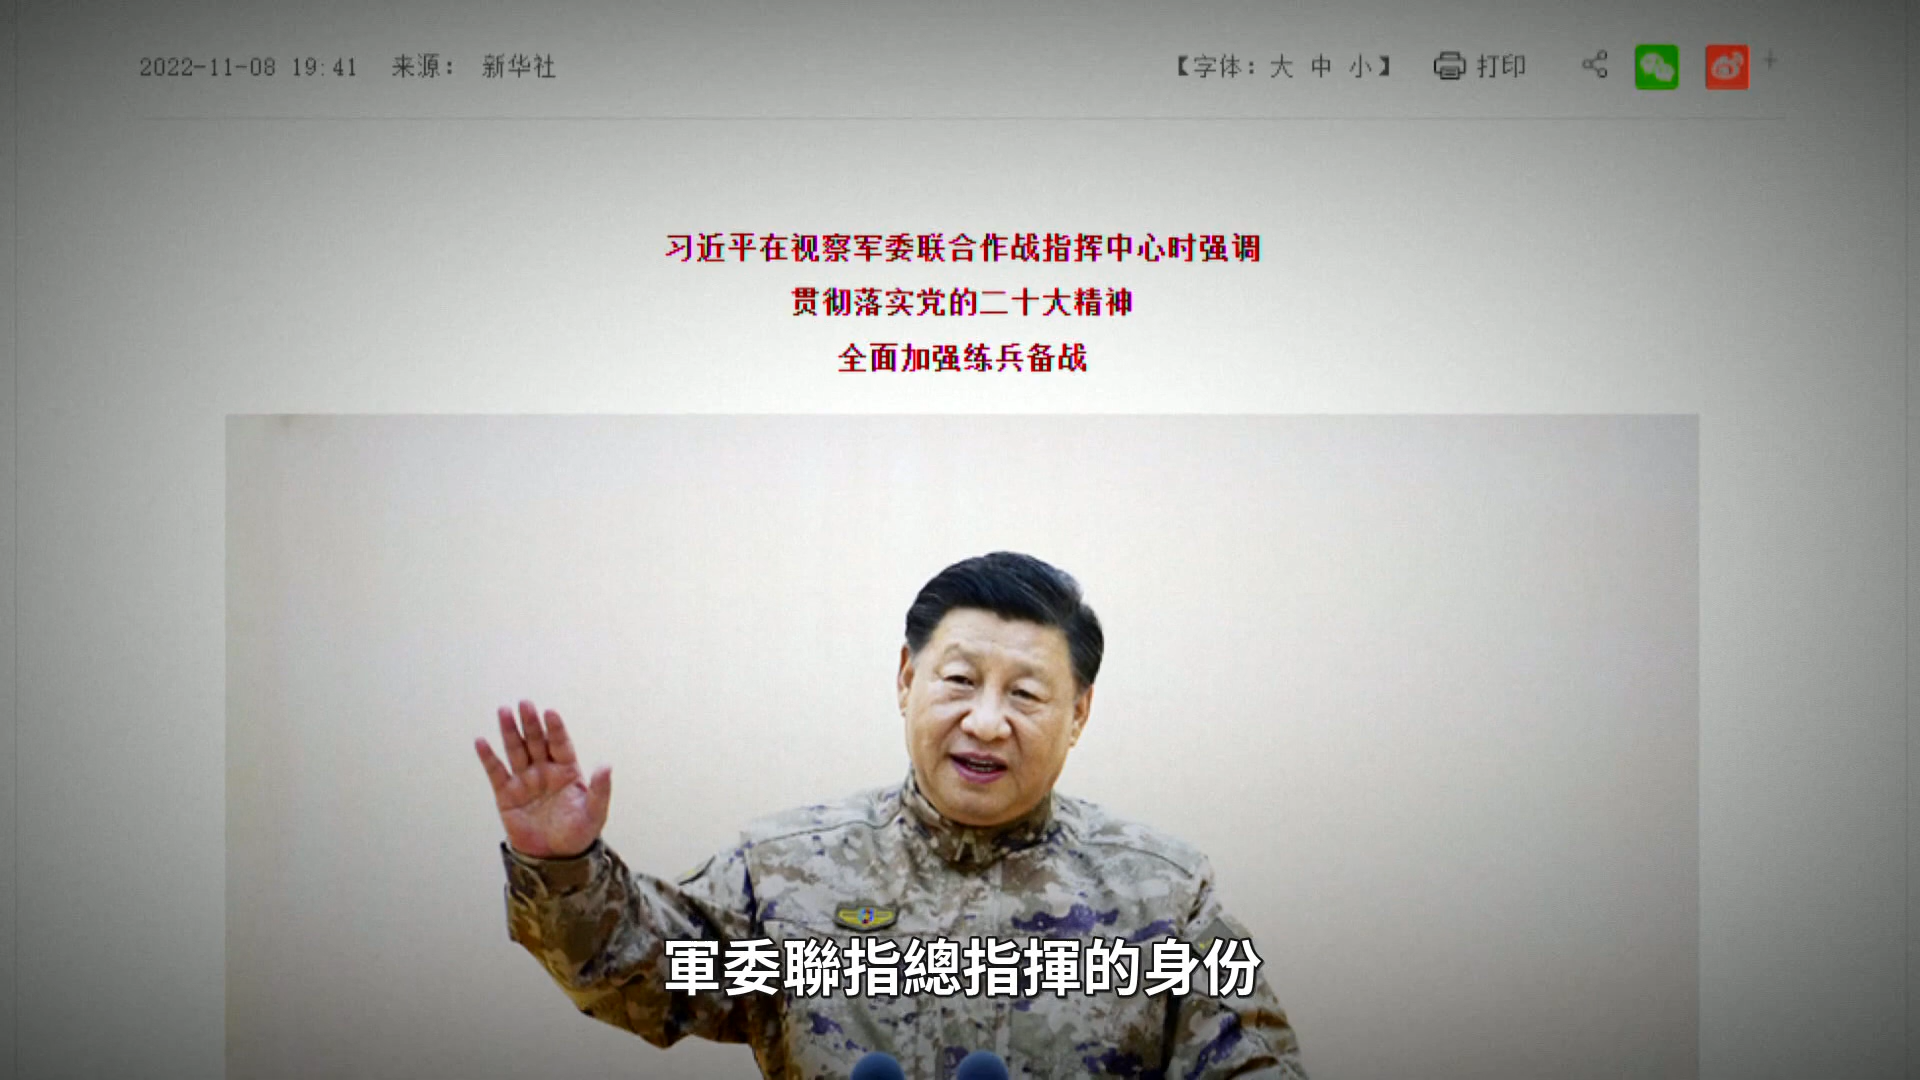 2022-11-08 19:41 来源： 新华社
【字体：大 中 小】 打印 +
习近平在视察军委联合作战指挥中心时强调
贯彻落实党的二十大精神
全面加强练兵备战
軍委聯指總指揮的身份